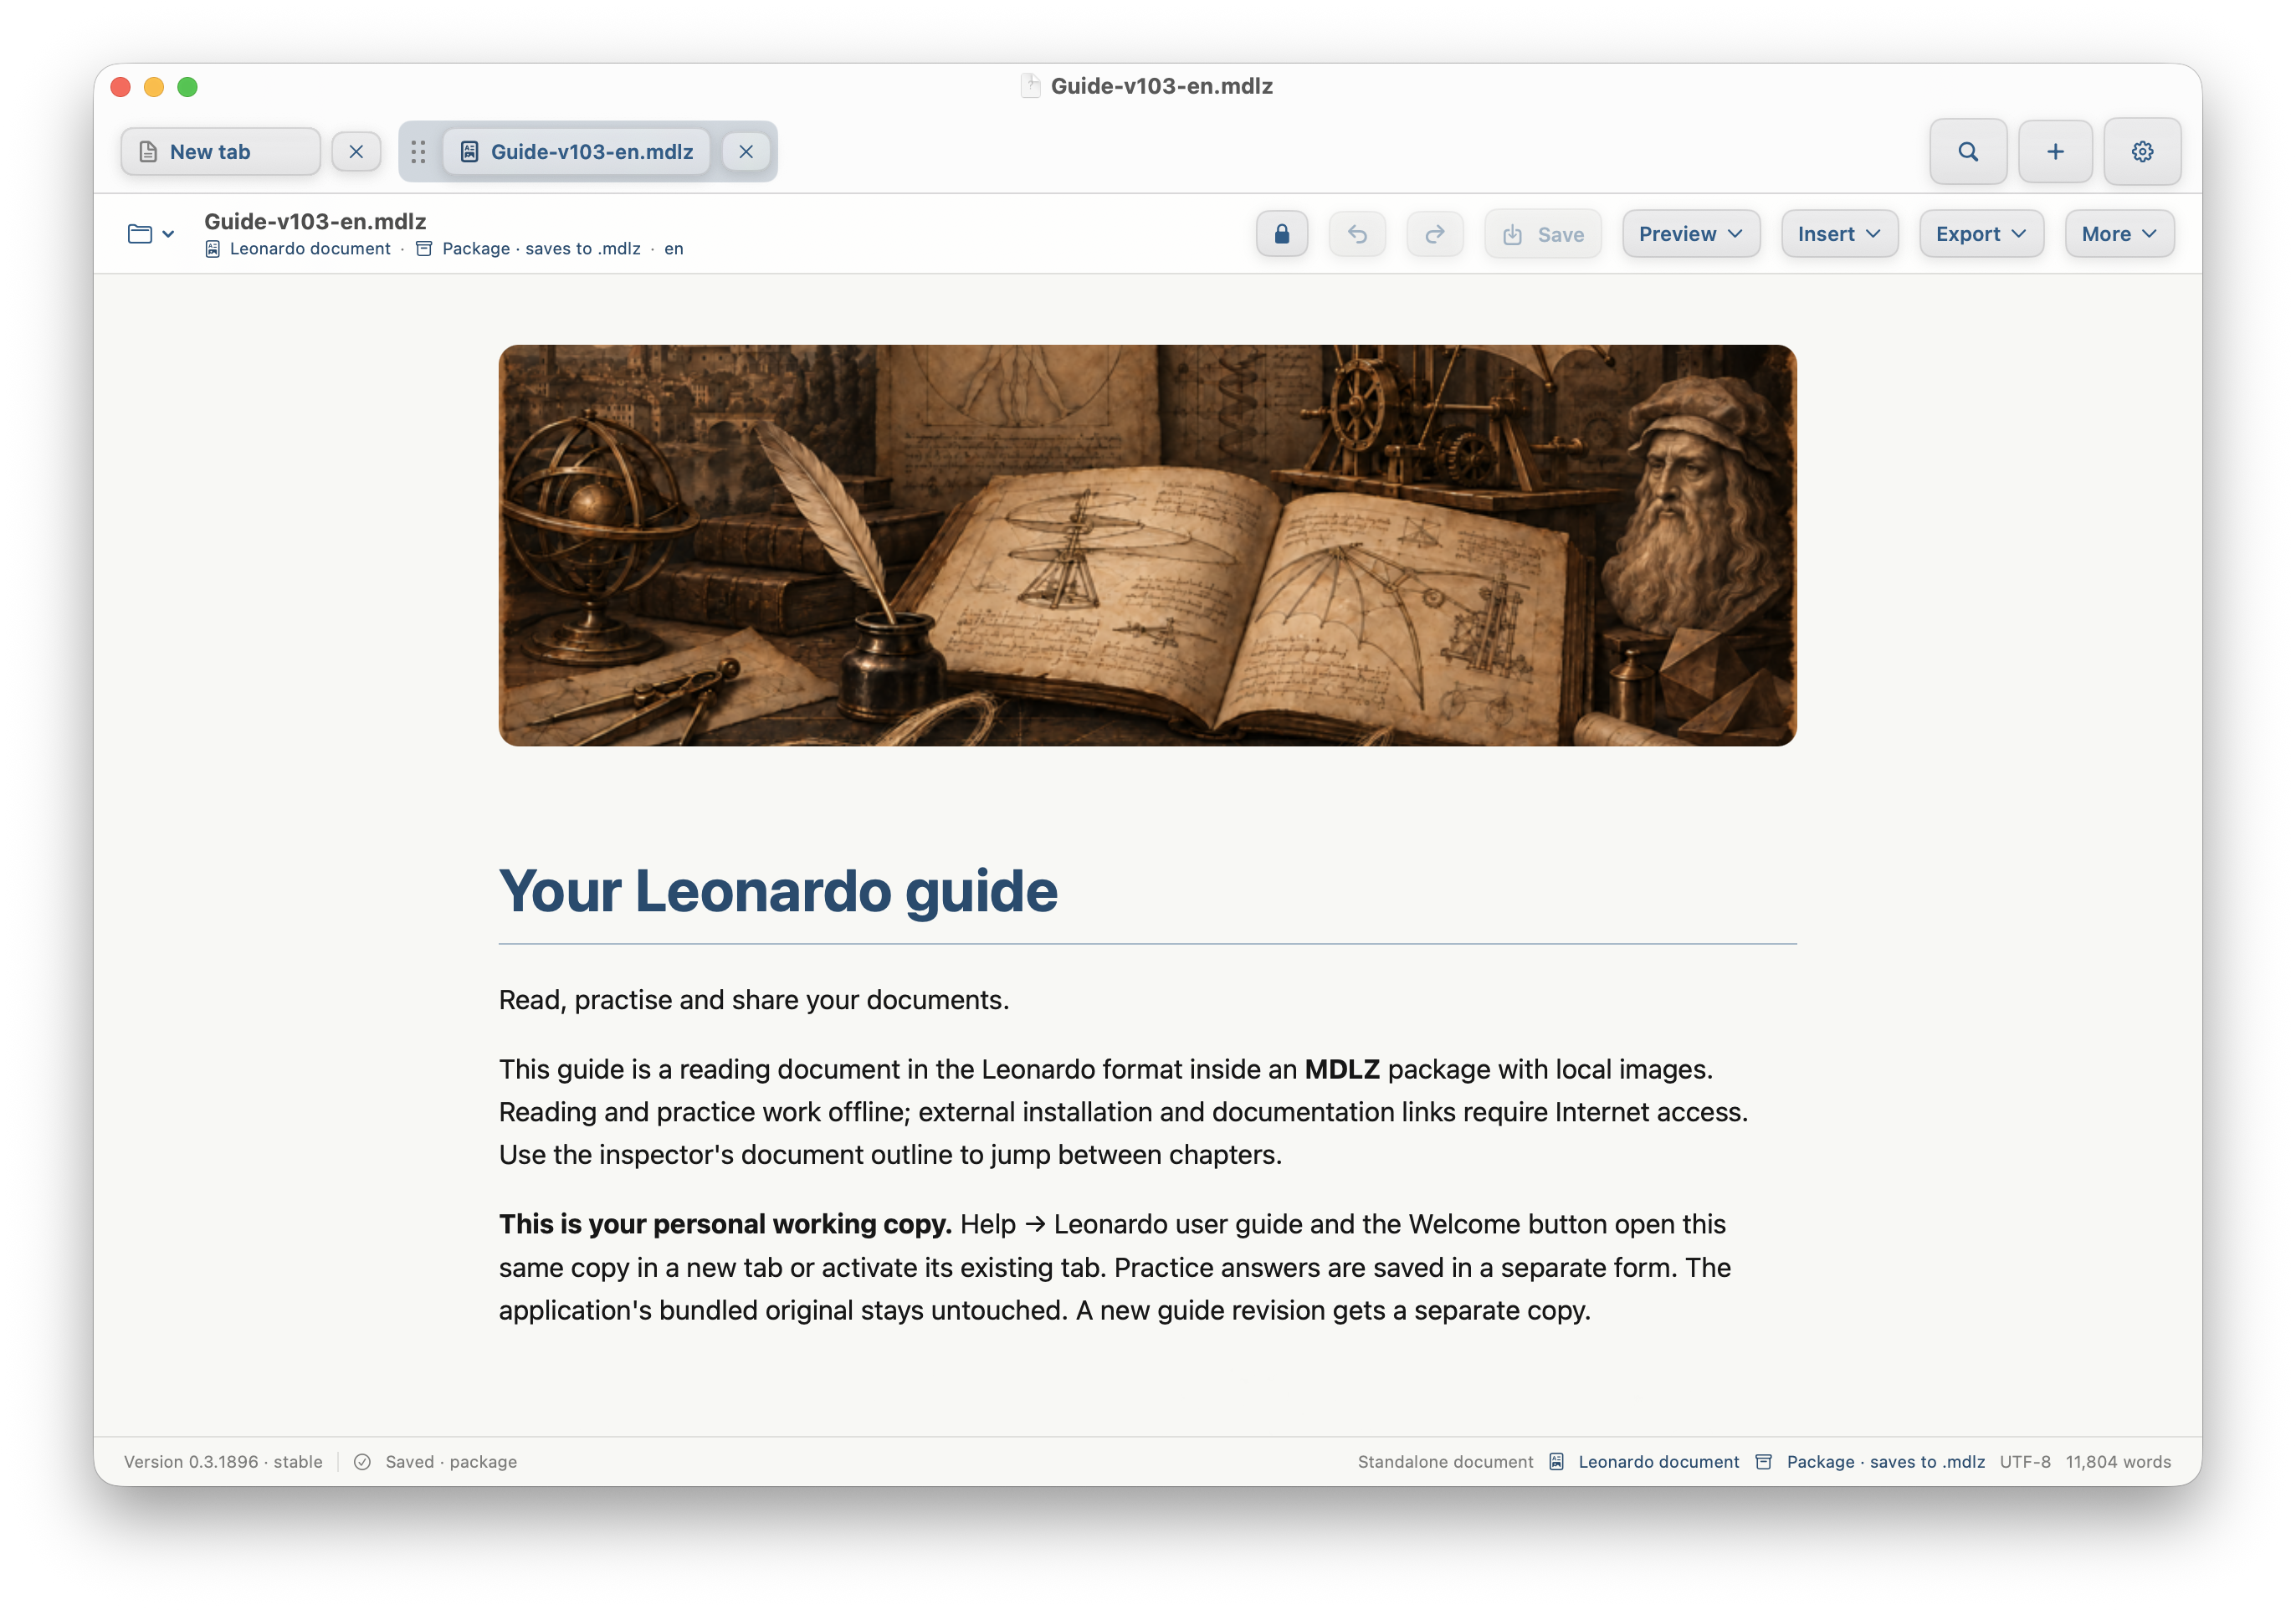 Guide-v103-en.mdlz
New tab
Guide-v103-en.mdlz
Guide-v103-en.mdlz
Leonardo document · Package · saves to .mdlz · en
Save
Preview
Insert
Export
More
Your Leonardo guide
Read, practise and share your documents.
This guide is a reading document in the Leonardo format inside an MDLZ package with local images.
Reading and practice work offline; external installation and documentation links require Internet access.
Use the inspector's document outline to jump between chapters.
This is your personal working copy. Help → Leonardo user guide and the Welcome button open this
same copy in a new tab or activate its existing tab. Practice answers are saved in a separate form. The
application's bundled original stays untouched. A new guide revision gets a separate copy.
Version 0.3.1896 · stable
Saved · package
Standalone document
Leonardo document
Package · saves to .mdlz
UTF-8
11,804 words